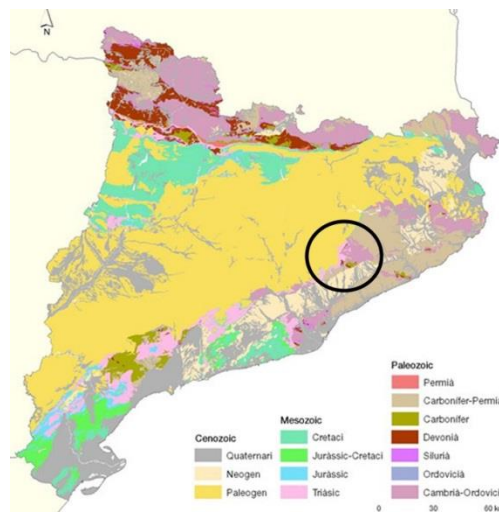 N
Cenozoic
Quaternari
Neogen
Paleogen
Mesozoic
Cretaci
Juràssic-Cretaci
Juràssic
Triàsic
Paleozoic
Permià
Carbonífer-Permià
Carbonífer
Devonià
Silurià
Ordovicià
Cambrià-Ordovicià
0 30 60 k